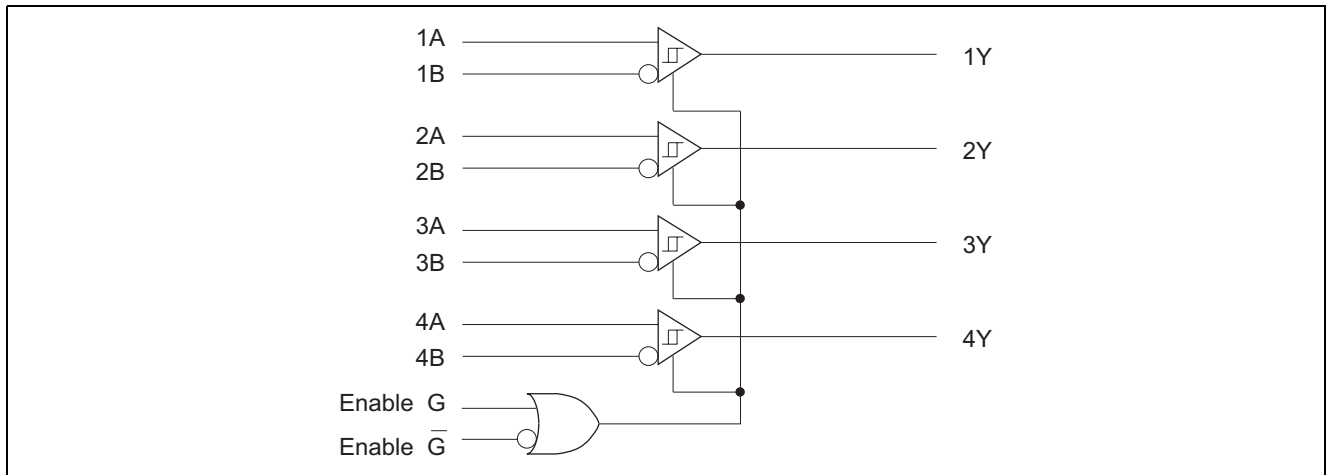 1A
1B
1Y
2A
2B
2Y
3A
3B
3Y
4A
4B
4Y
Enable G
Enable G̅